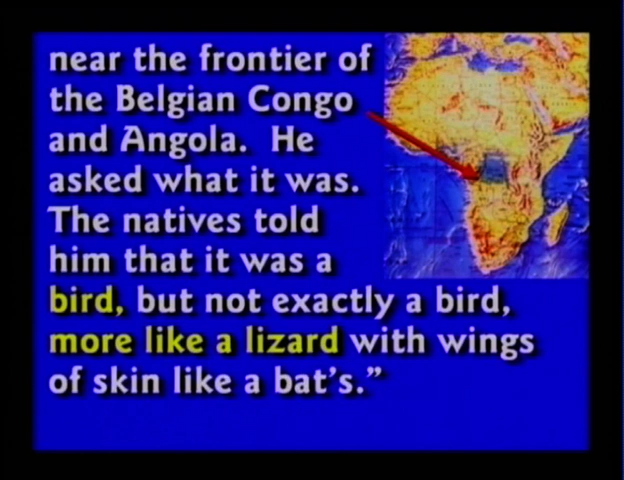 near the frontier of
the Belgian Congo
and Angola.  He
asked what it was.
The natives told
him that it was a
bird, but not exactly a bird,
more like a lizard with wings
of skin like a bat's.”